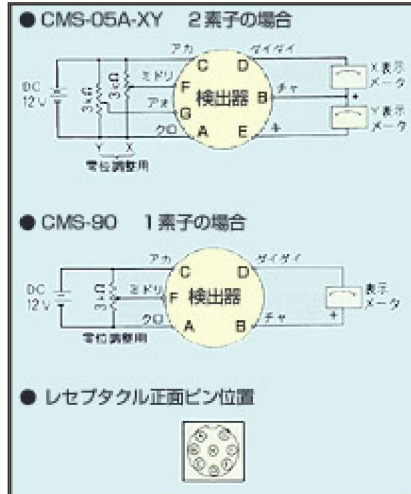 ● CMS-05A-XY 2素子の場合
アカ ダイダイ
C D
DC 12V
3kΩ 3kΩ
ミドリ F
検出器 B チャ
X表示メータ
+
アオ G
Y表示メータ
+
クロ A E キ
Y X
電位調整用
● CMS-90 1素子の場合
アカ ダイダイ
C D
DC 12V
3kΩ
ミドリ F 検出器
表示メータ
+
クロ A B チャ
電位調整用
● レセプタクル正面ピン位置